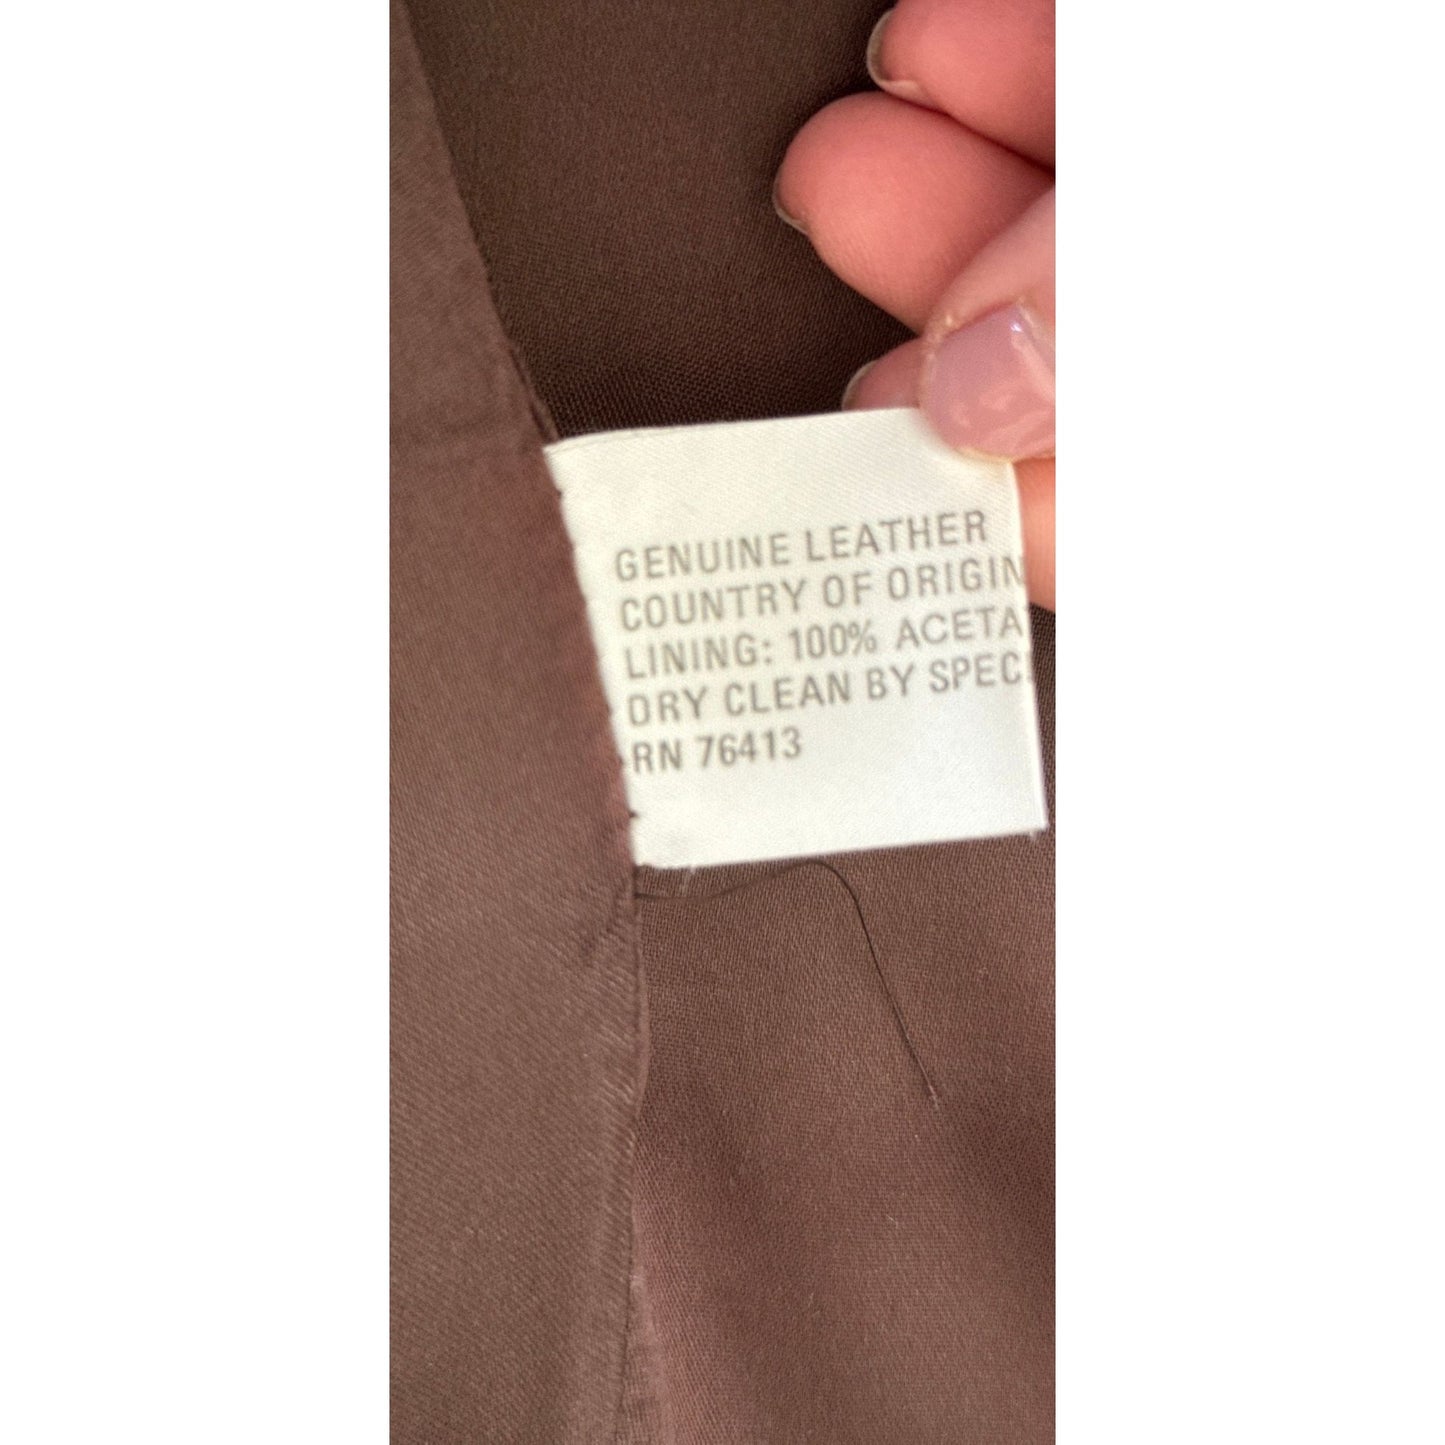 GENUINE LEATHER
COUNTRY OF ORIGIN
LINING: 100% ACETA
DRY CLEAN BY SPEC
RN 76413